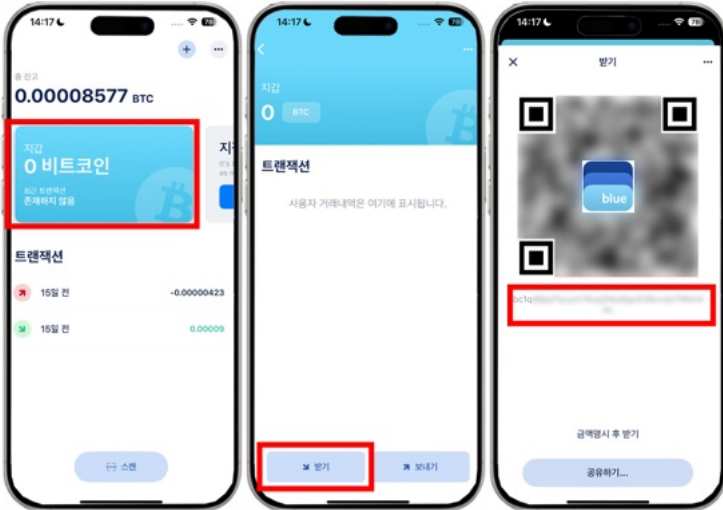 14:17
78
총 잔고
0.00008577 BTC
지갑
0 비트코인
최근 트랜잭션
존재하지 않음
지
트랜잭션
15일 전
-0.00000423
15일 전
0.00009
스캔
14:17
78
지갑
0 BTC
트랜잭션
사용자 거래내역은 여기에 표시됩니다.
받기
보내기
14:17
78
받기
blue
bc1q
금액명시 후 받기
공유하기...